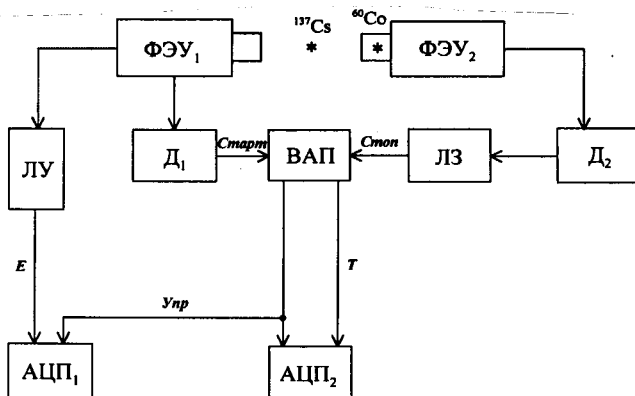 ¹³⁷Cs ⁶⁰Co
ФЭУ₁ * * ФЭУ₂
ЛУ Д₁ Старт ВАП Стоп ЛЗ Д₂
E T
Упр
АЦП₁ АЦП₂